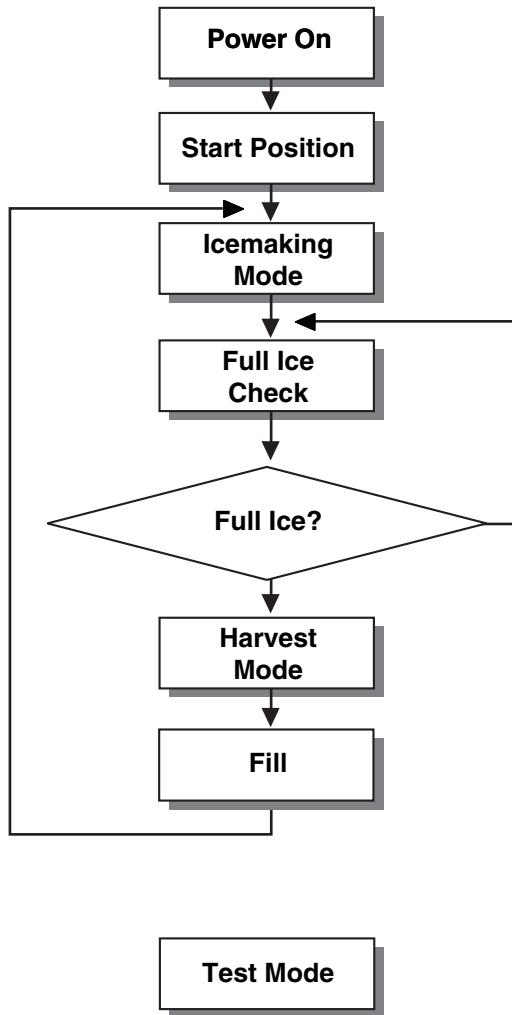 Power On
Start Position
Icemaking
Mode
Full Ice
Check
Full Ice?
Harvest
Mode
Fill
Test Mode